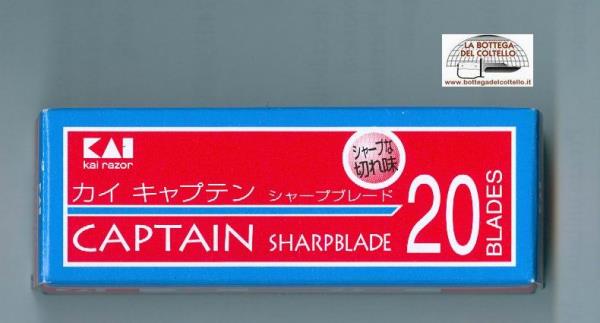 LA BOTTEGA
DEL COLTELLO
www.bottegadelcoltello.it
KAI
kai razor
シャープな
切れ味
カイ キャプテン シャープブレード
CAPTAIN SHARPBLADE
20
BLADES